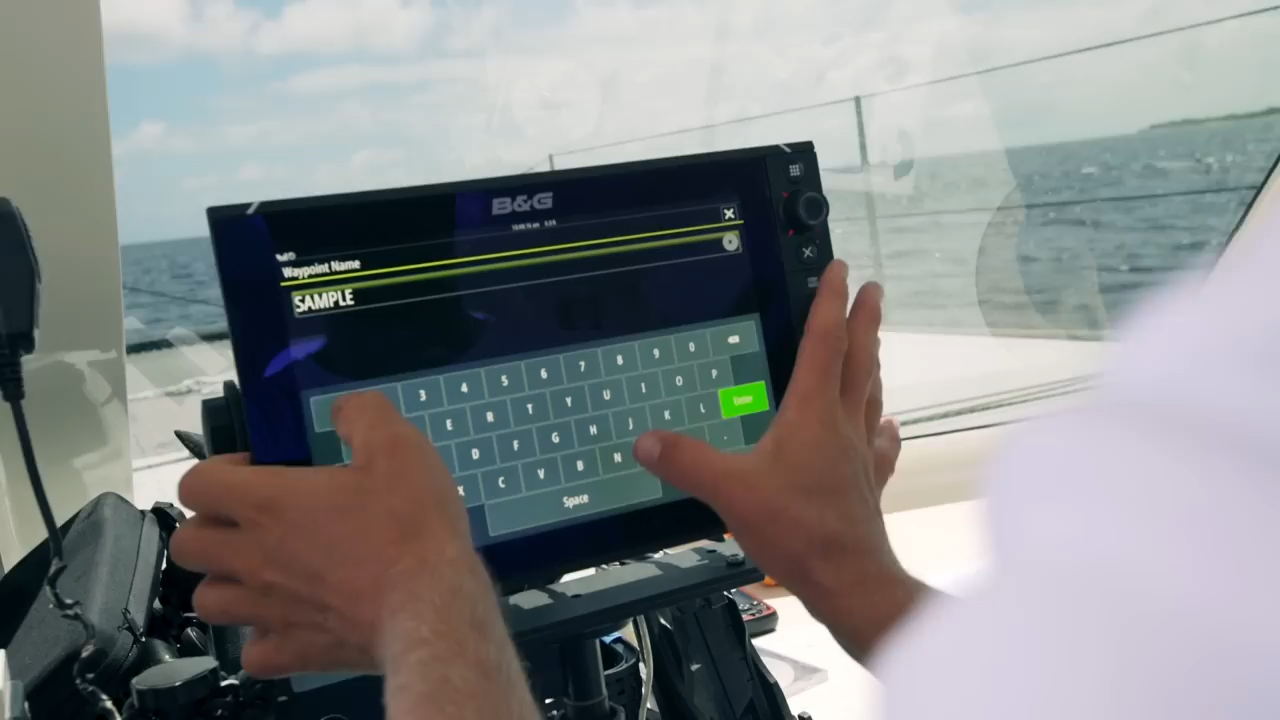 B&G
Waypoint Name
SAMPLE
3 4 5 6 7 8 9 0
E R T Y U I O P
D F G H J K L Enter
X C V B N .
Space